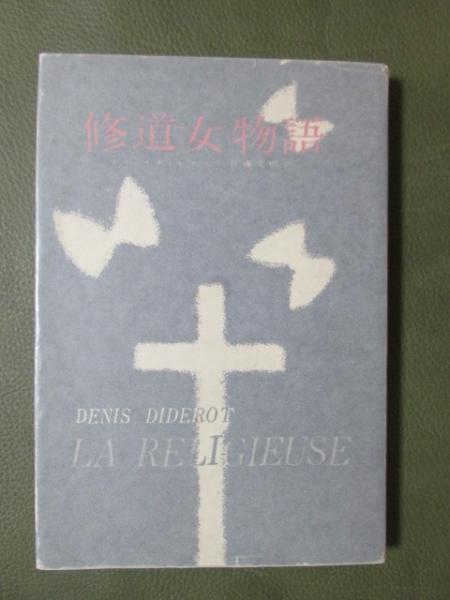 修道女物語
DENIS DIDEROT
LA RELIGIEUSE